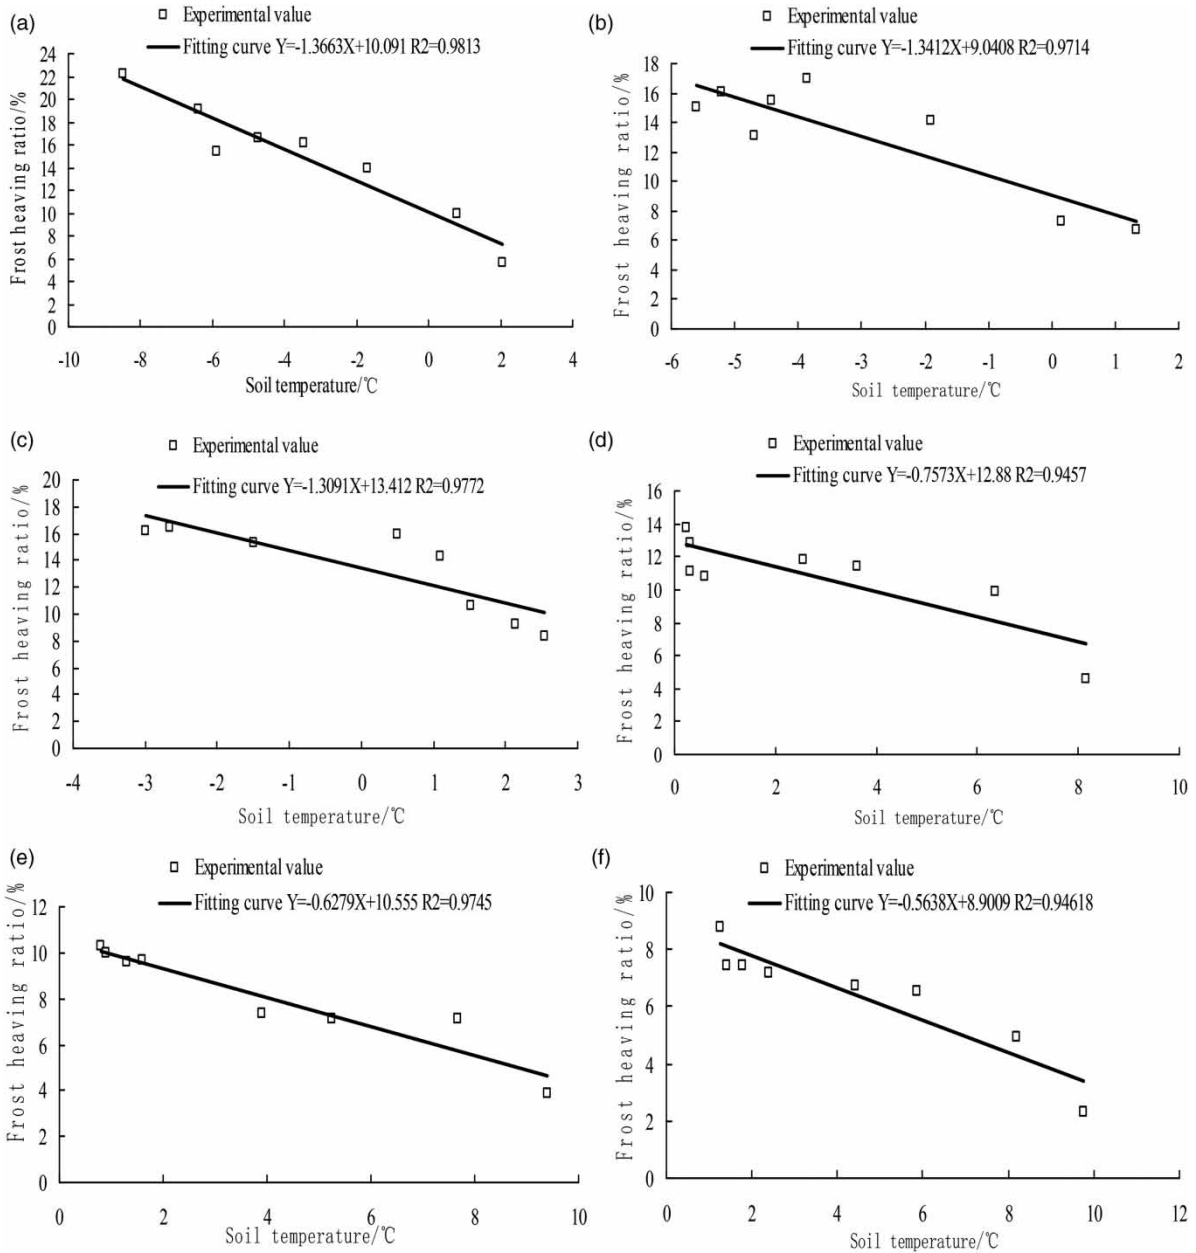 (a)
Experimental value
Fitting curve Y=-1.3663X+10.091 R2=0.9813
Frost heaving ratio/%
24
22
20
18
16
14
12
10
8
6
4
2
0
-10 -8 -6 -4 -2 0 2 4
Soil temperature/℃
(b)
Experimental value
Fitting curve Y=-1.3412X+9.0408 R2=0.9714
Frost heaving ratio/%
18
16
14
12
10
8
6
4
2
0
-6 -5 -4 -3 -2 -1 0 1 2
Soil temperature/℃
(c)
Experimental value
Fitting curve Y=-1.3091X+13.412 R2=0.9772
Frost heaving ratio/%
20
18
16
14
12
10
8
6
4
2
0
-4 -3 -2 -1 0 1 2 3
Soil temperature/℃
(d)
Experimental value
Fitting curve Y=-0.7573X+12.88 R2=0.9457
Frost heaving ratio/%
16
14
12
10
8
6
4
2
0
0 2 4 6 8 10
Soil temperature/℃
(e)
Experimental value
Fitting curve Y=-0.6279X+10.555 R2=0.9745
Frost heaving ratio/%
12
10
8
6
4
2
0
0 2 4 6 8 10
Soil temperature/℃
(f)
Experimental value
Fitting curve Y=-0.5638X+8.9009 R2=0.94618
Frost heaving ratio/%
10
8
6
4
2
0
0 2 4 6 8 10 12
Soil temperature/℃